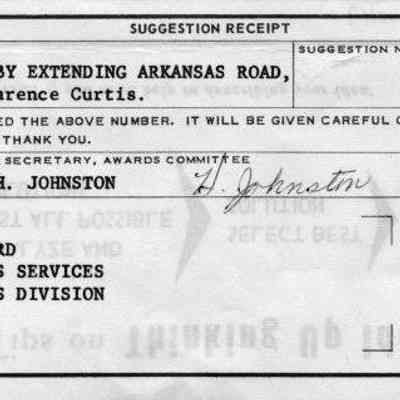 SUGGESTION RECEIPT
SUGGESTION N
BY EXTENDING ARKANSAS ROAD,
arence Curtis.
ED THE ABOVE NUMBER. IT WILL BE GIVEN CAREFUL C
THANK YOU.
SECRETARY, AWARDS COMMITTEE
H. JOHNSTON
H. Johnston
RD
S SERVICES
S DIVISION